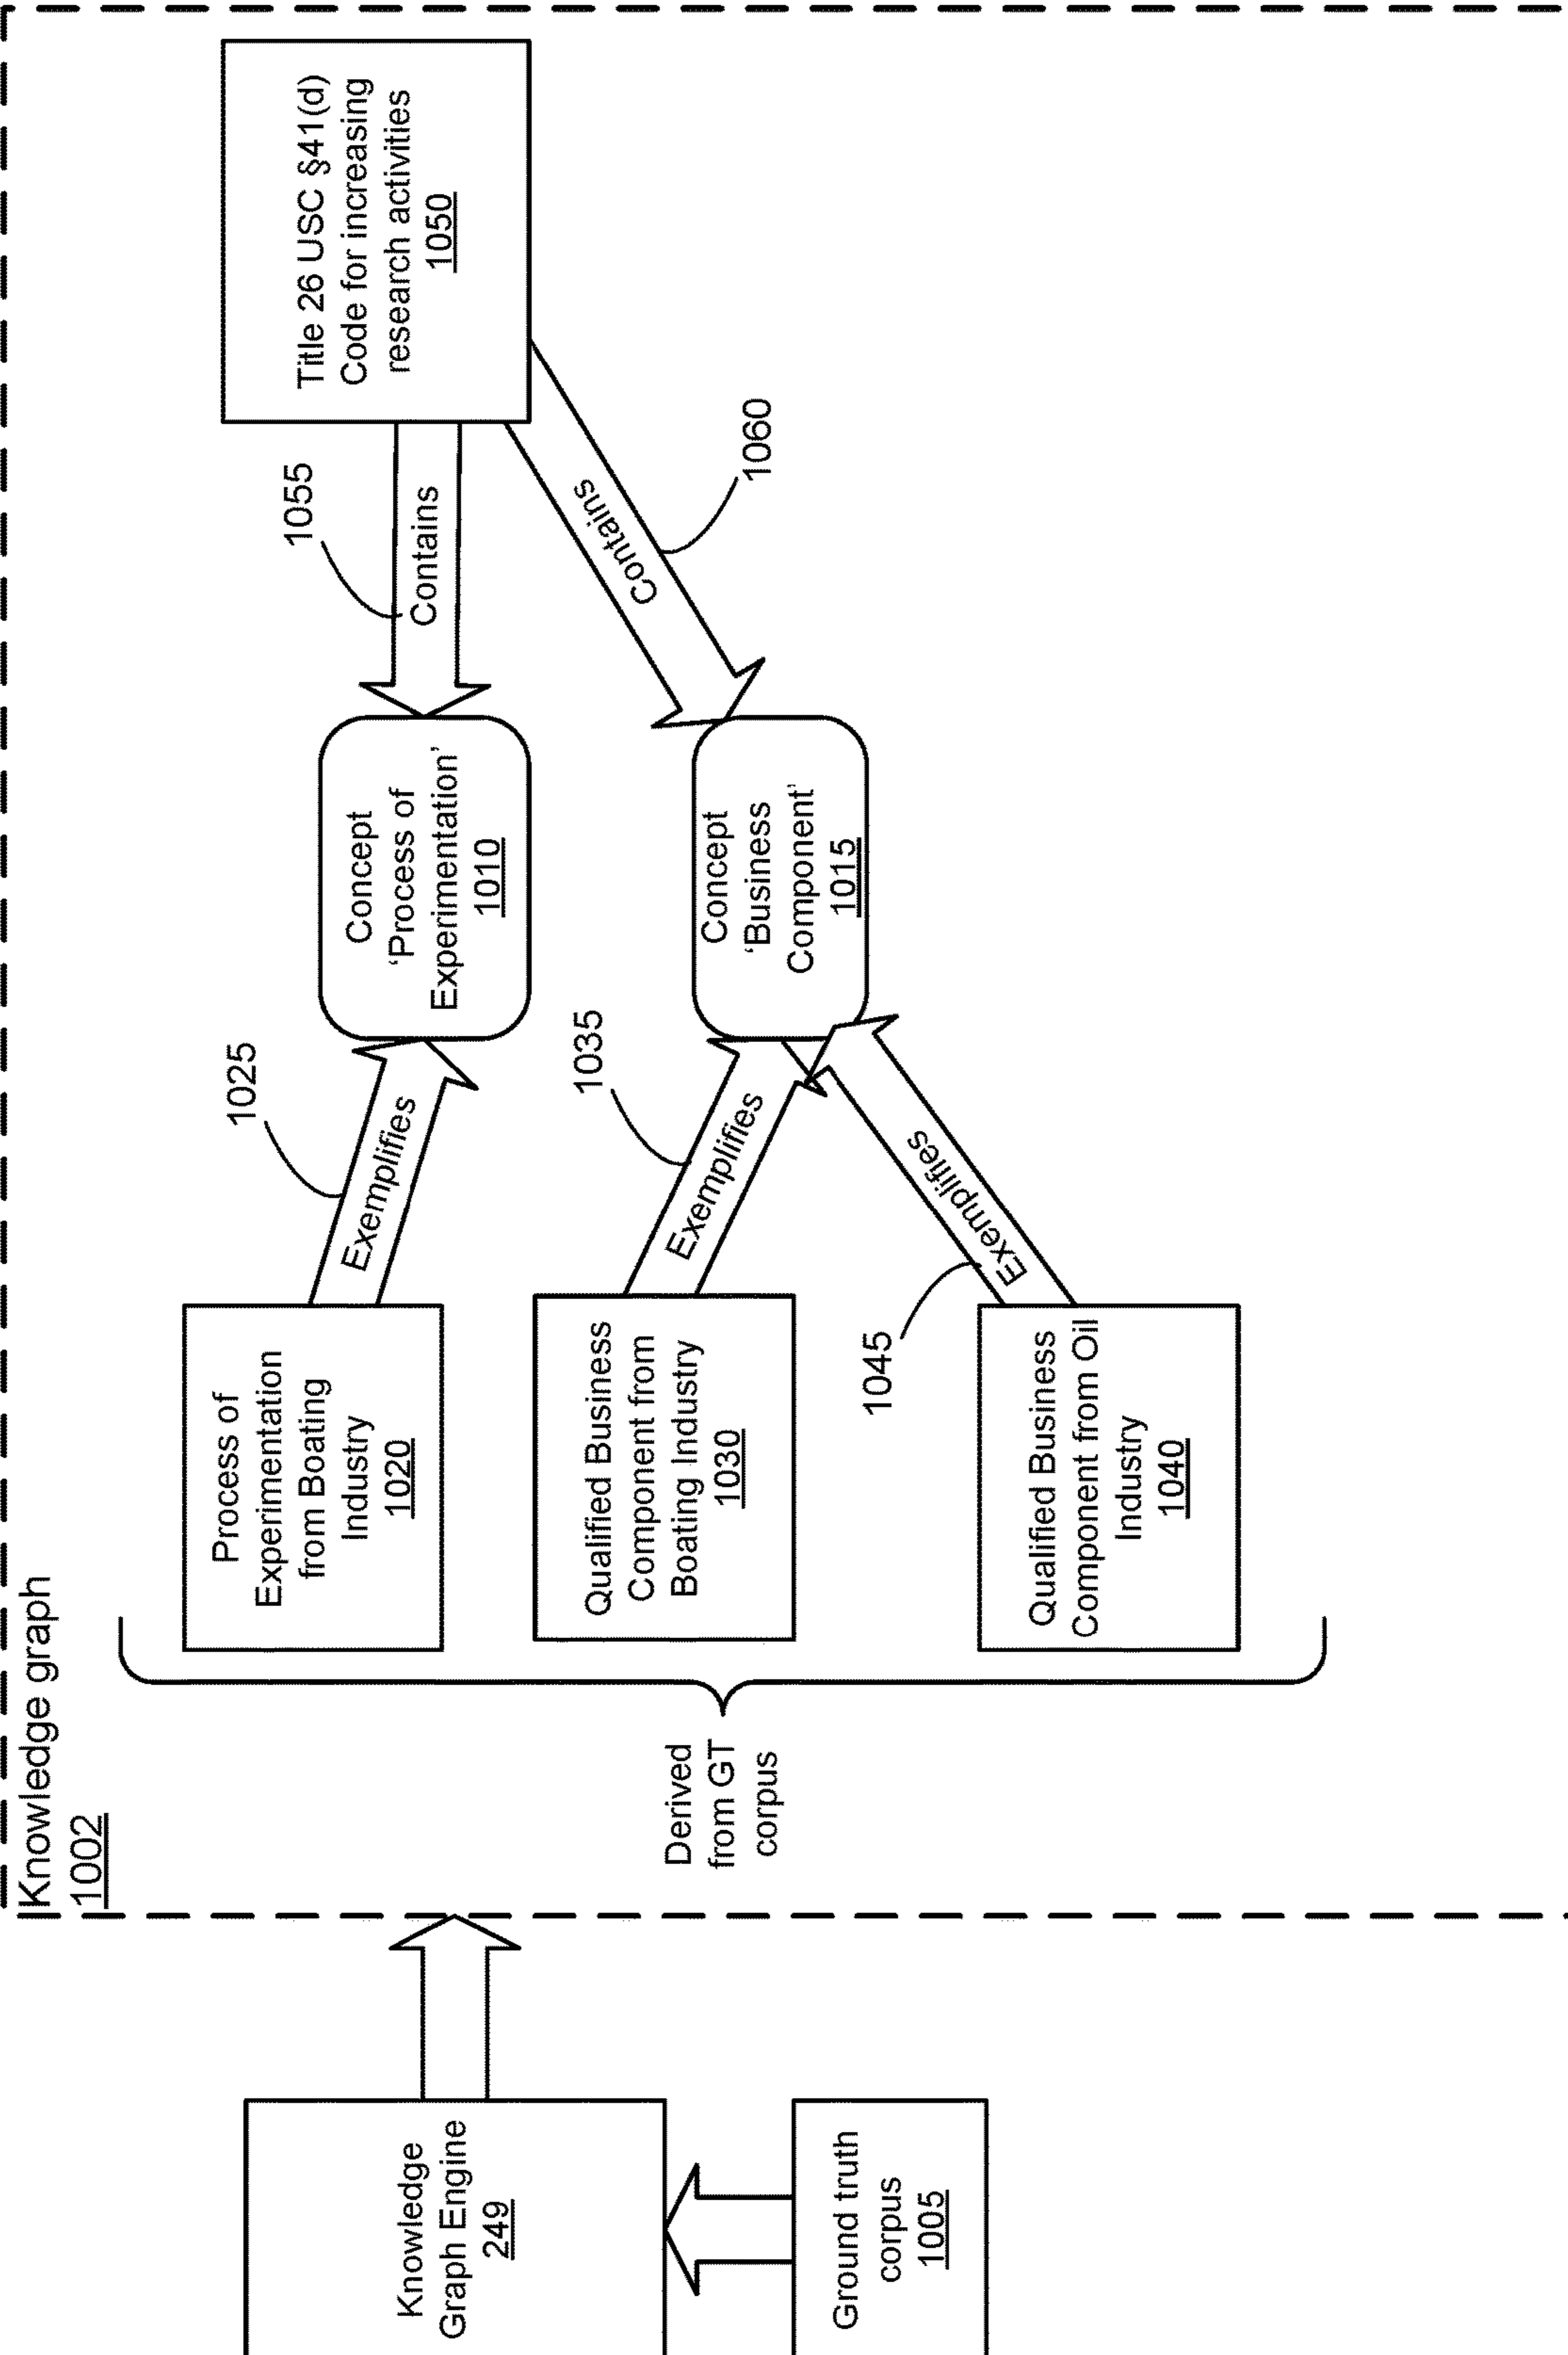 Knowledge graph
1002
Knowledge
Graph Engine
249
Ground truth
corpus
1005
Derived
from GT
corpus
Process of
Experimentation
from Boating
Industry
1020
1025
Exemplifies
Qualified Business
Component from
Boating Industry
1030
1035
Exemplifies
Qualified Business
Component from Oil
Industry
1040
1045
Exemplifies
Concept
‘Process of
Experimentation’
1010
Concept
‘Business
Component’
1015
1055
Contains
Contains
1060
Title 26 USC §41(d)
Code for increasing
research activities
1050